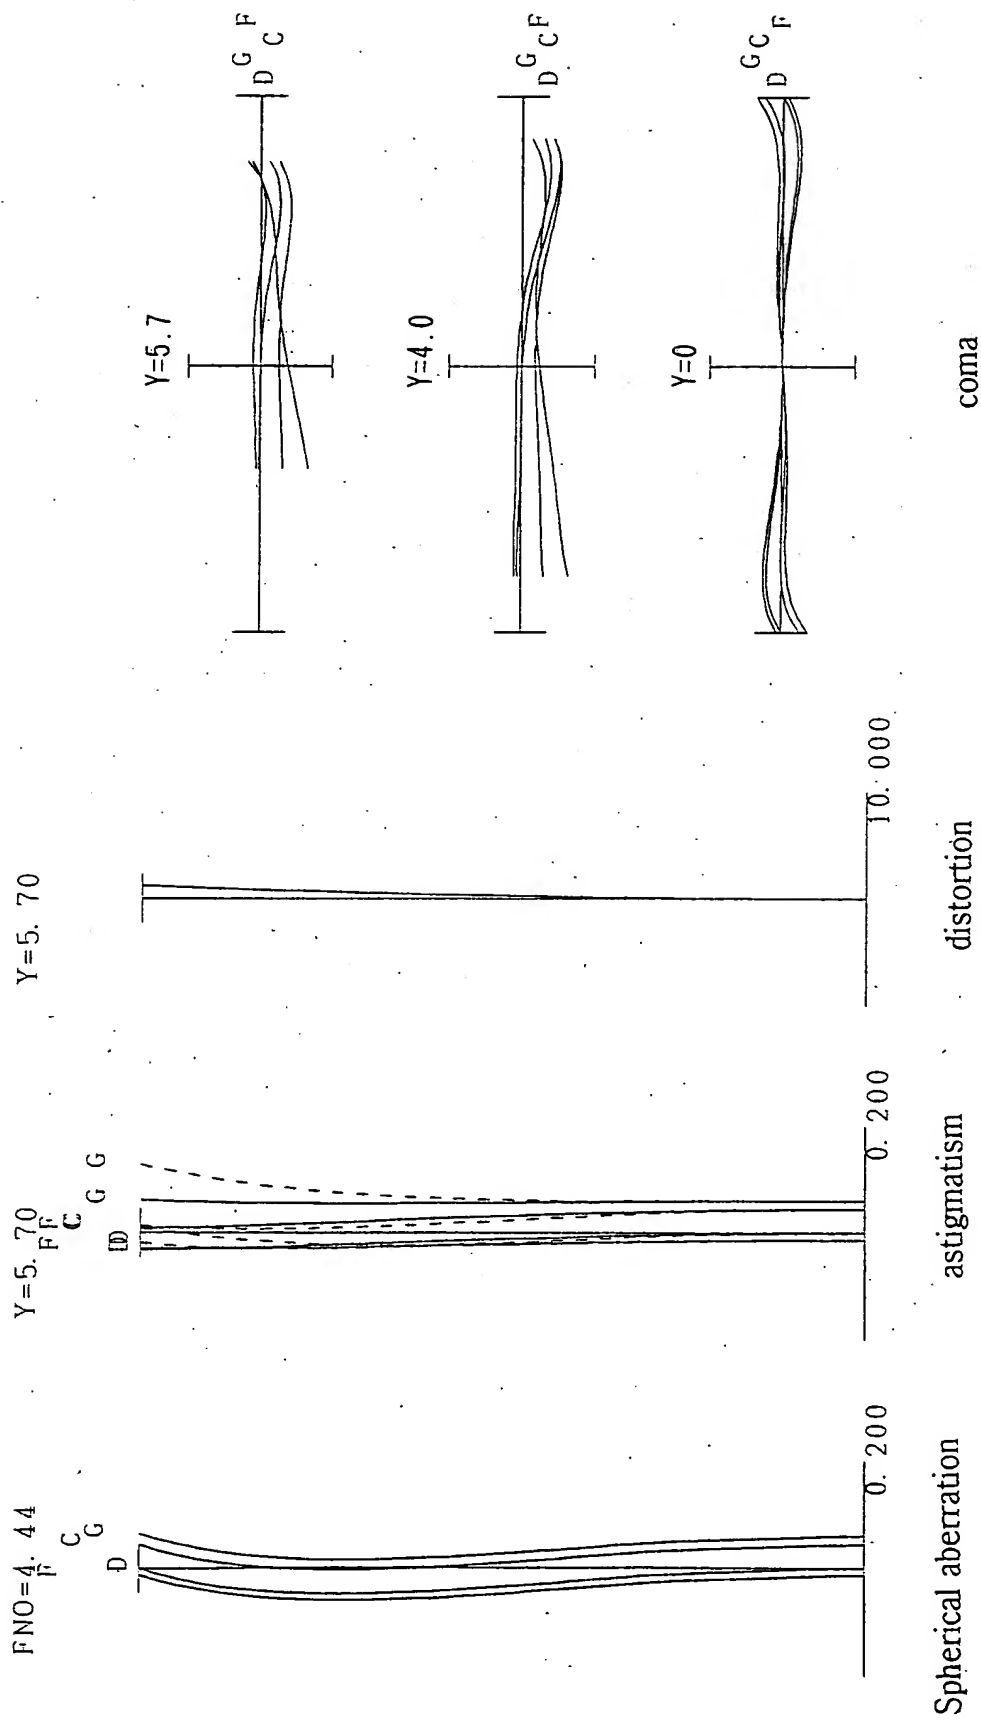 FNO=4. 44
F
C
G
D
0. 200
Spherical aberration
Y=5. 70
F F
C
G G
D D
0. 200
astigmatism
Y=5. 70
10. 000
distortion
Y=5.7
D G C F
Y=4.0
D G C F
Y=0
D G C F
coma